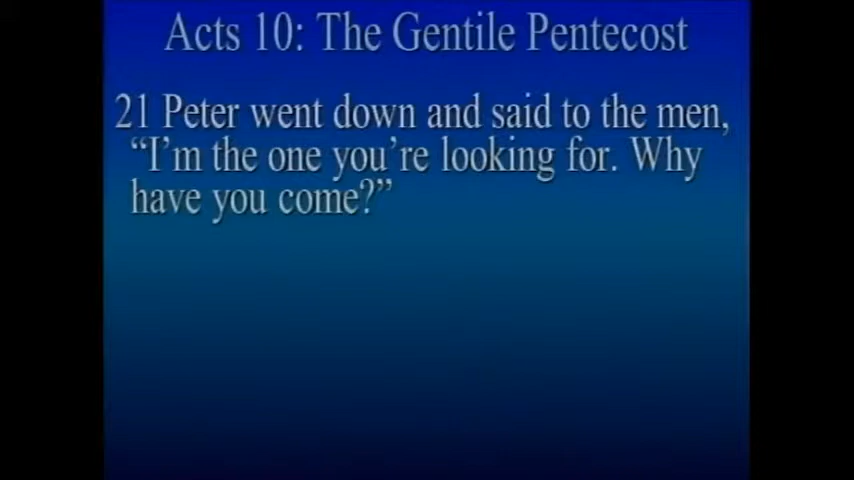 Acts 10: The Gentile Pentecost
21 Peter went down and said to the men,
“I’m the one you’re looking for. Why
have you come?”